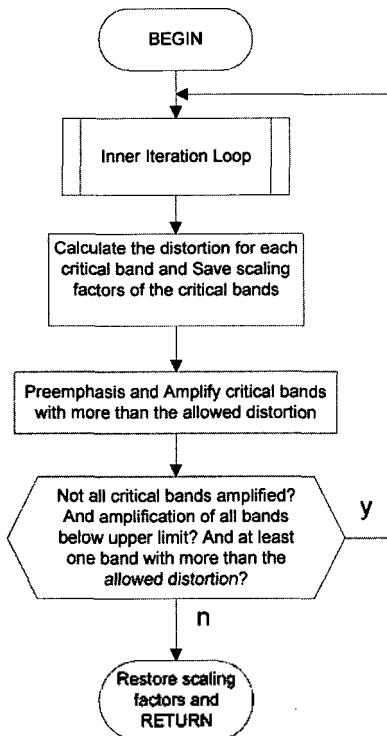 BEGIN
Inner Iteration Loop
Calculate the distortion for each
critical band and Save scaling
factors of the critical bands
Preemphasis and Amplify critical bands
with more than the allowed distortion
Not all critical bands amplified?
And amplification of all bands
below upper limit? And at least
one band with more than the
allowed distortion?
y
n
Restore scaling
factors and
RETURN